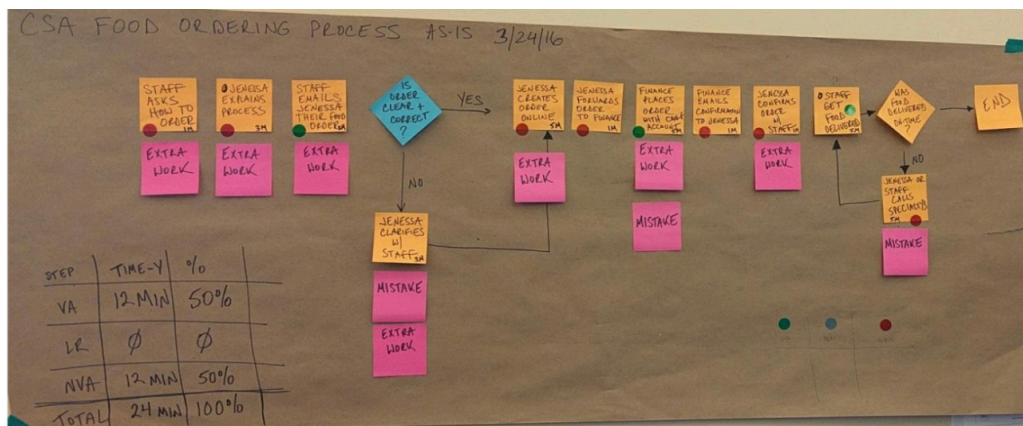 CSA FOOD ORDERING PROCESS AS-IS 3/24/16
STAFF
ASKS
HOW TO
ORDER
1M
JENESSA
EXPLAINS
PROCESS
3M
STAFF
EMAILS
JENESSA
THEIR FOOD
ORDER
IS
ORDER
CLEAR +
CORRECT
?
YES
JENESSA
CREATES
ORDER
ONLINE
5M
JENESSA
FORWARDS
ORDER
TO FINANCE
1M
FINANCE
PLACES
ORDER
WITH
ACCOUNT
FINANCE
EMAILS
CONFIRMATION
TO JENESSA
1M
JENESSA
CONFIRMS
ORDER
W/ STAFF
STAFF
GET
FOOD
DELIVERED
WAS
FOOD
DELIVERED
ON-TIME
?
END
EXTRA
WORK
EXTRA
WORK
EXTRA
WORK
EXTRA
WORK
EXTRA
WORK
EXTRA
WORK
NO
NO
JENESSA
CLARIFIES
W/
STAFF
JENESSA OR
STAFF
CALLS
MISTAKE
MISTAKE
MISTAKE
EXTRA
WORK
STEP TIME-Y %
VA 12 MIN 50%
LR Ø Ø
NVA 12 MIN 50%
TOTAL 24 MIN 100%